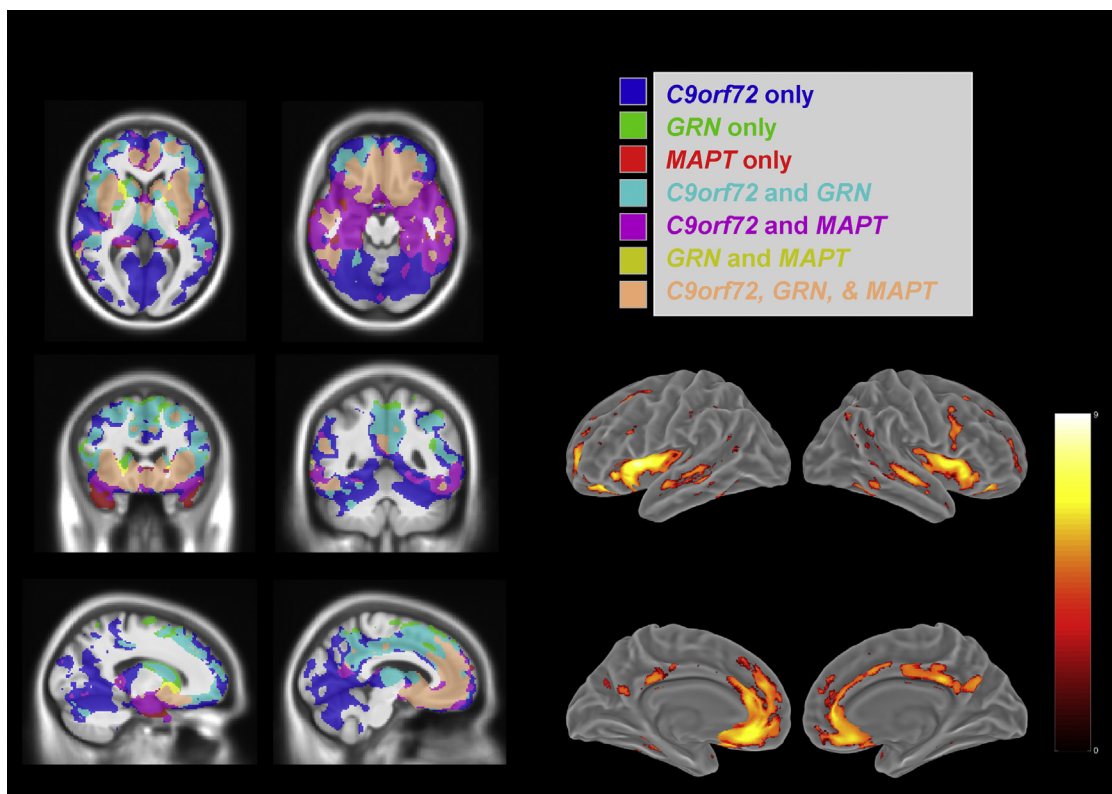 C9orf72 only
GRN only
MAPT only
C9orf72 and GRN
C9orf72 and MAPT
GRN and MAPT
C9orf72, GRN, & MAPT
9
0